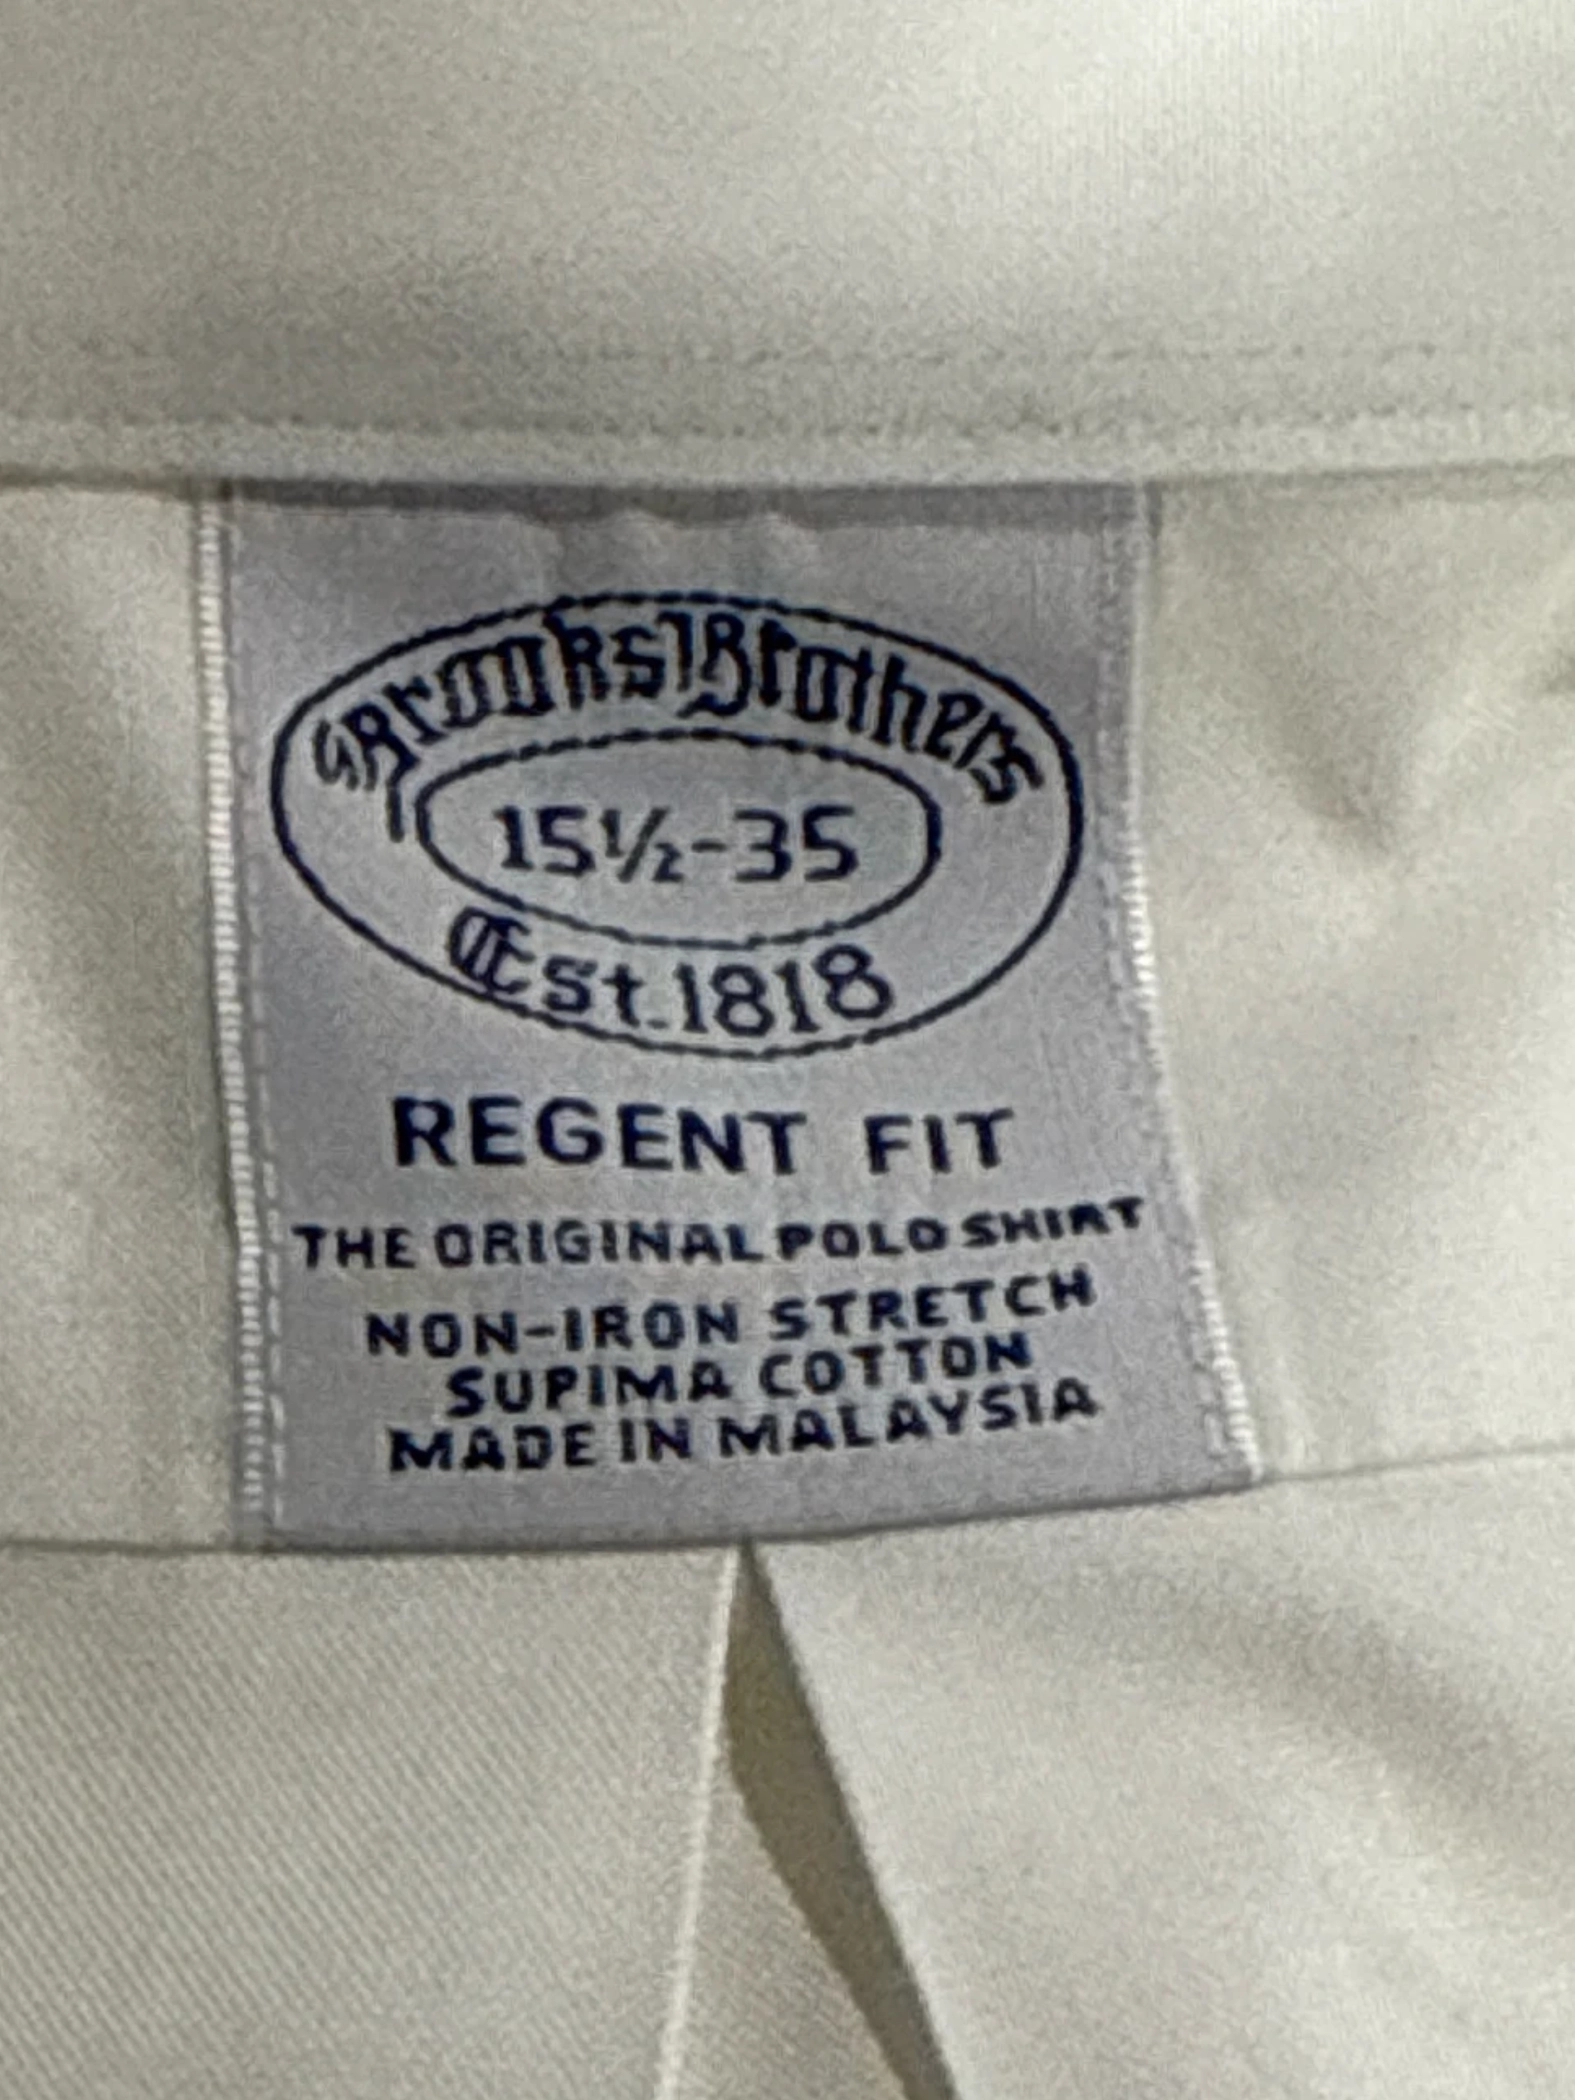 Brooks Brothers
15½-35
Est. 1818
REGENT FIT
THE ORIGINAL POLO SHIRT
NON-IRON STRETCH
SUPIMA COTTON
MADE IN MALAYSIA